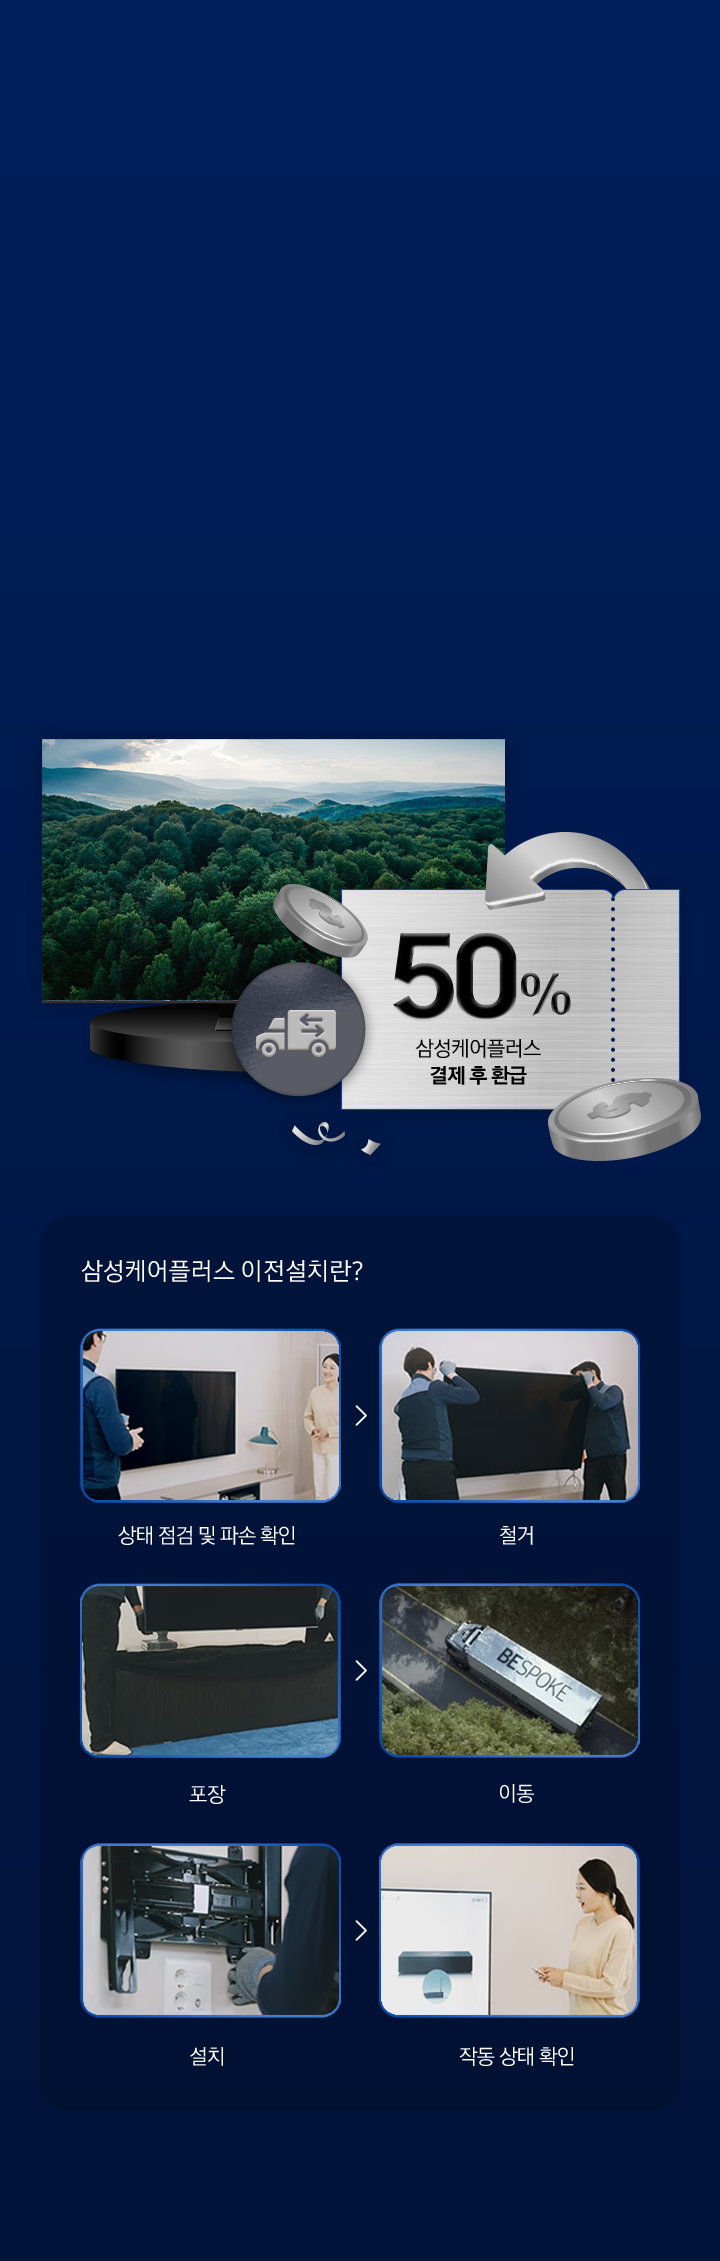 50%
삼성케어플러스
결제 후 환급
삼성케어플러스 이전설치란?
상태 점검 및 파손 확인
철거
BESPOKE
포장
이동
설치
작동 상태 확인